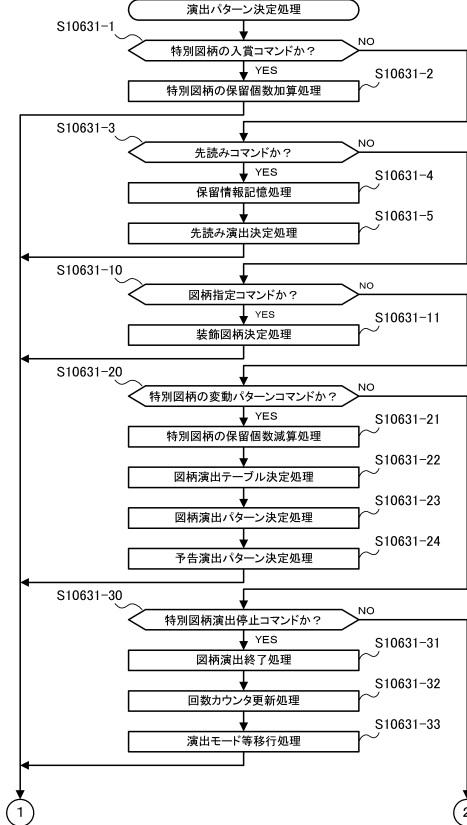 演出パターン決定処理
S10631-1
特別図柄の入賞コマンドか？
NO
YES
S10631-2
特別図柄の保留個数加算処理
S10631-3
先読みコマンドか？
NO
YES
S10631-4
保留情報記憶処理
S10631-5
先読み演出決定処理
S10631-10
図柄指定コマンドか？
NO
YES
S10631-11
装飾図柄決定処理
S10631-20
特別図柄の変動パターンコマンドか？
NO
YES
S10631-21
特別図柄の保留個数減算処理
S10631-22
図柄演出テーブル決定処理
S10631-23
図柄演出パターン決定処理
S10631-24
予告演出パターン決定処理
S10631-30
特別図柄演出停止コマンドか？
NO
YES
S10631-31
図柄演出終了処理
S10631-32
回数カウンタ更新処理
S10631-33
演出モード等移行処理
1
2